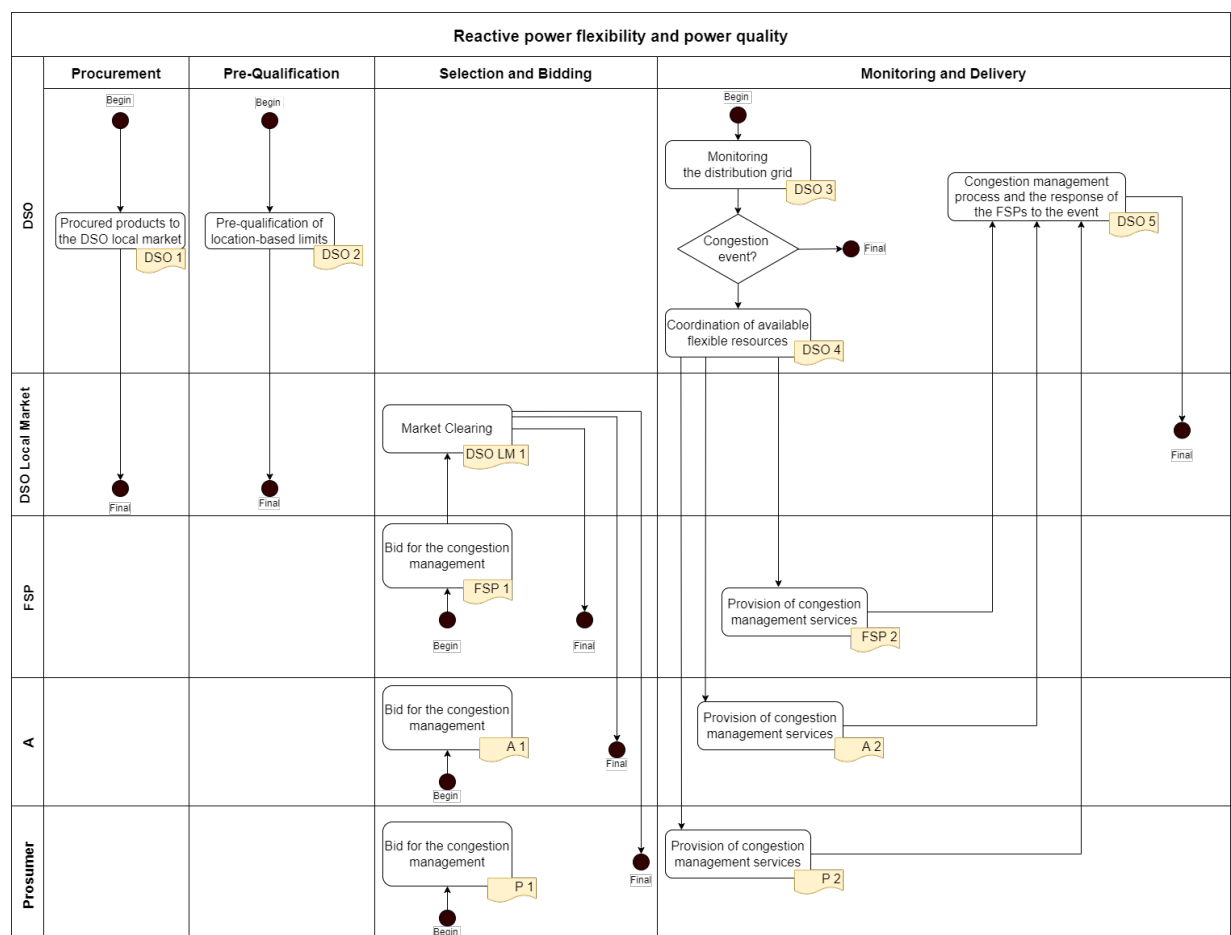 Reactive power flexibility and power quality
Procurement
Pre-Qualification
Selection and Bidding
Monitoring and Delivery
DSO
Begin
Procured products to
the DSO local market
DSO 1
Begin
Pre-qualification of
location-based limits
DSO 2
Begin
Monitoring
the distribution grid
DSO 3
Congestion
event?
Final
Coordination of available
flexible resources
DSO 4
Congestion management
process and the response of
the FSPs to the event
DSO 5
DSO Local Market
Final
Final
Market Clearing
DSO LM 1
Final
FSP
Bid for the congestion
management
FSP 1
Begin
Final
Provision of congestion
management services
FSP 2
A
Bid for the congestion
management
A 1
Begin
Final
Provision of congestion
management services
A 2
Prosumer
Bid for the congestion
management
P 1
Begin
Final
Provision of congestion
management services
P 2